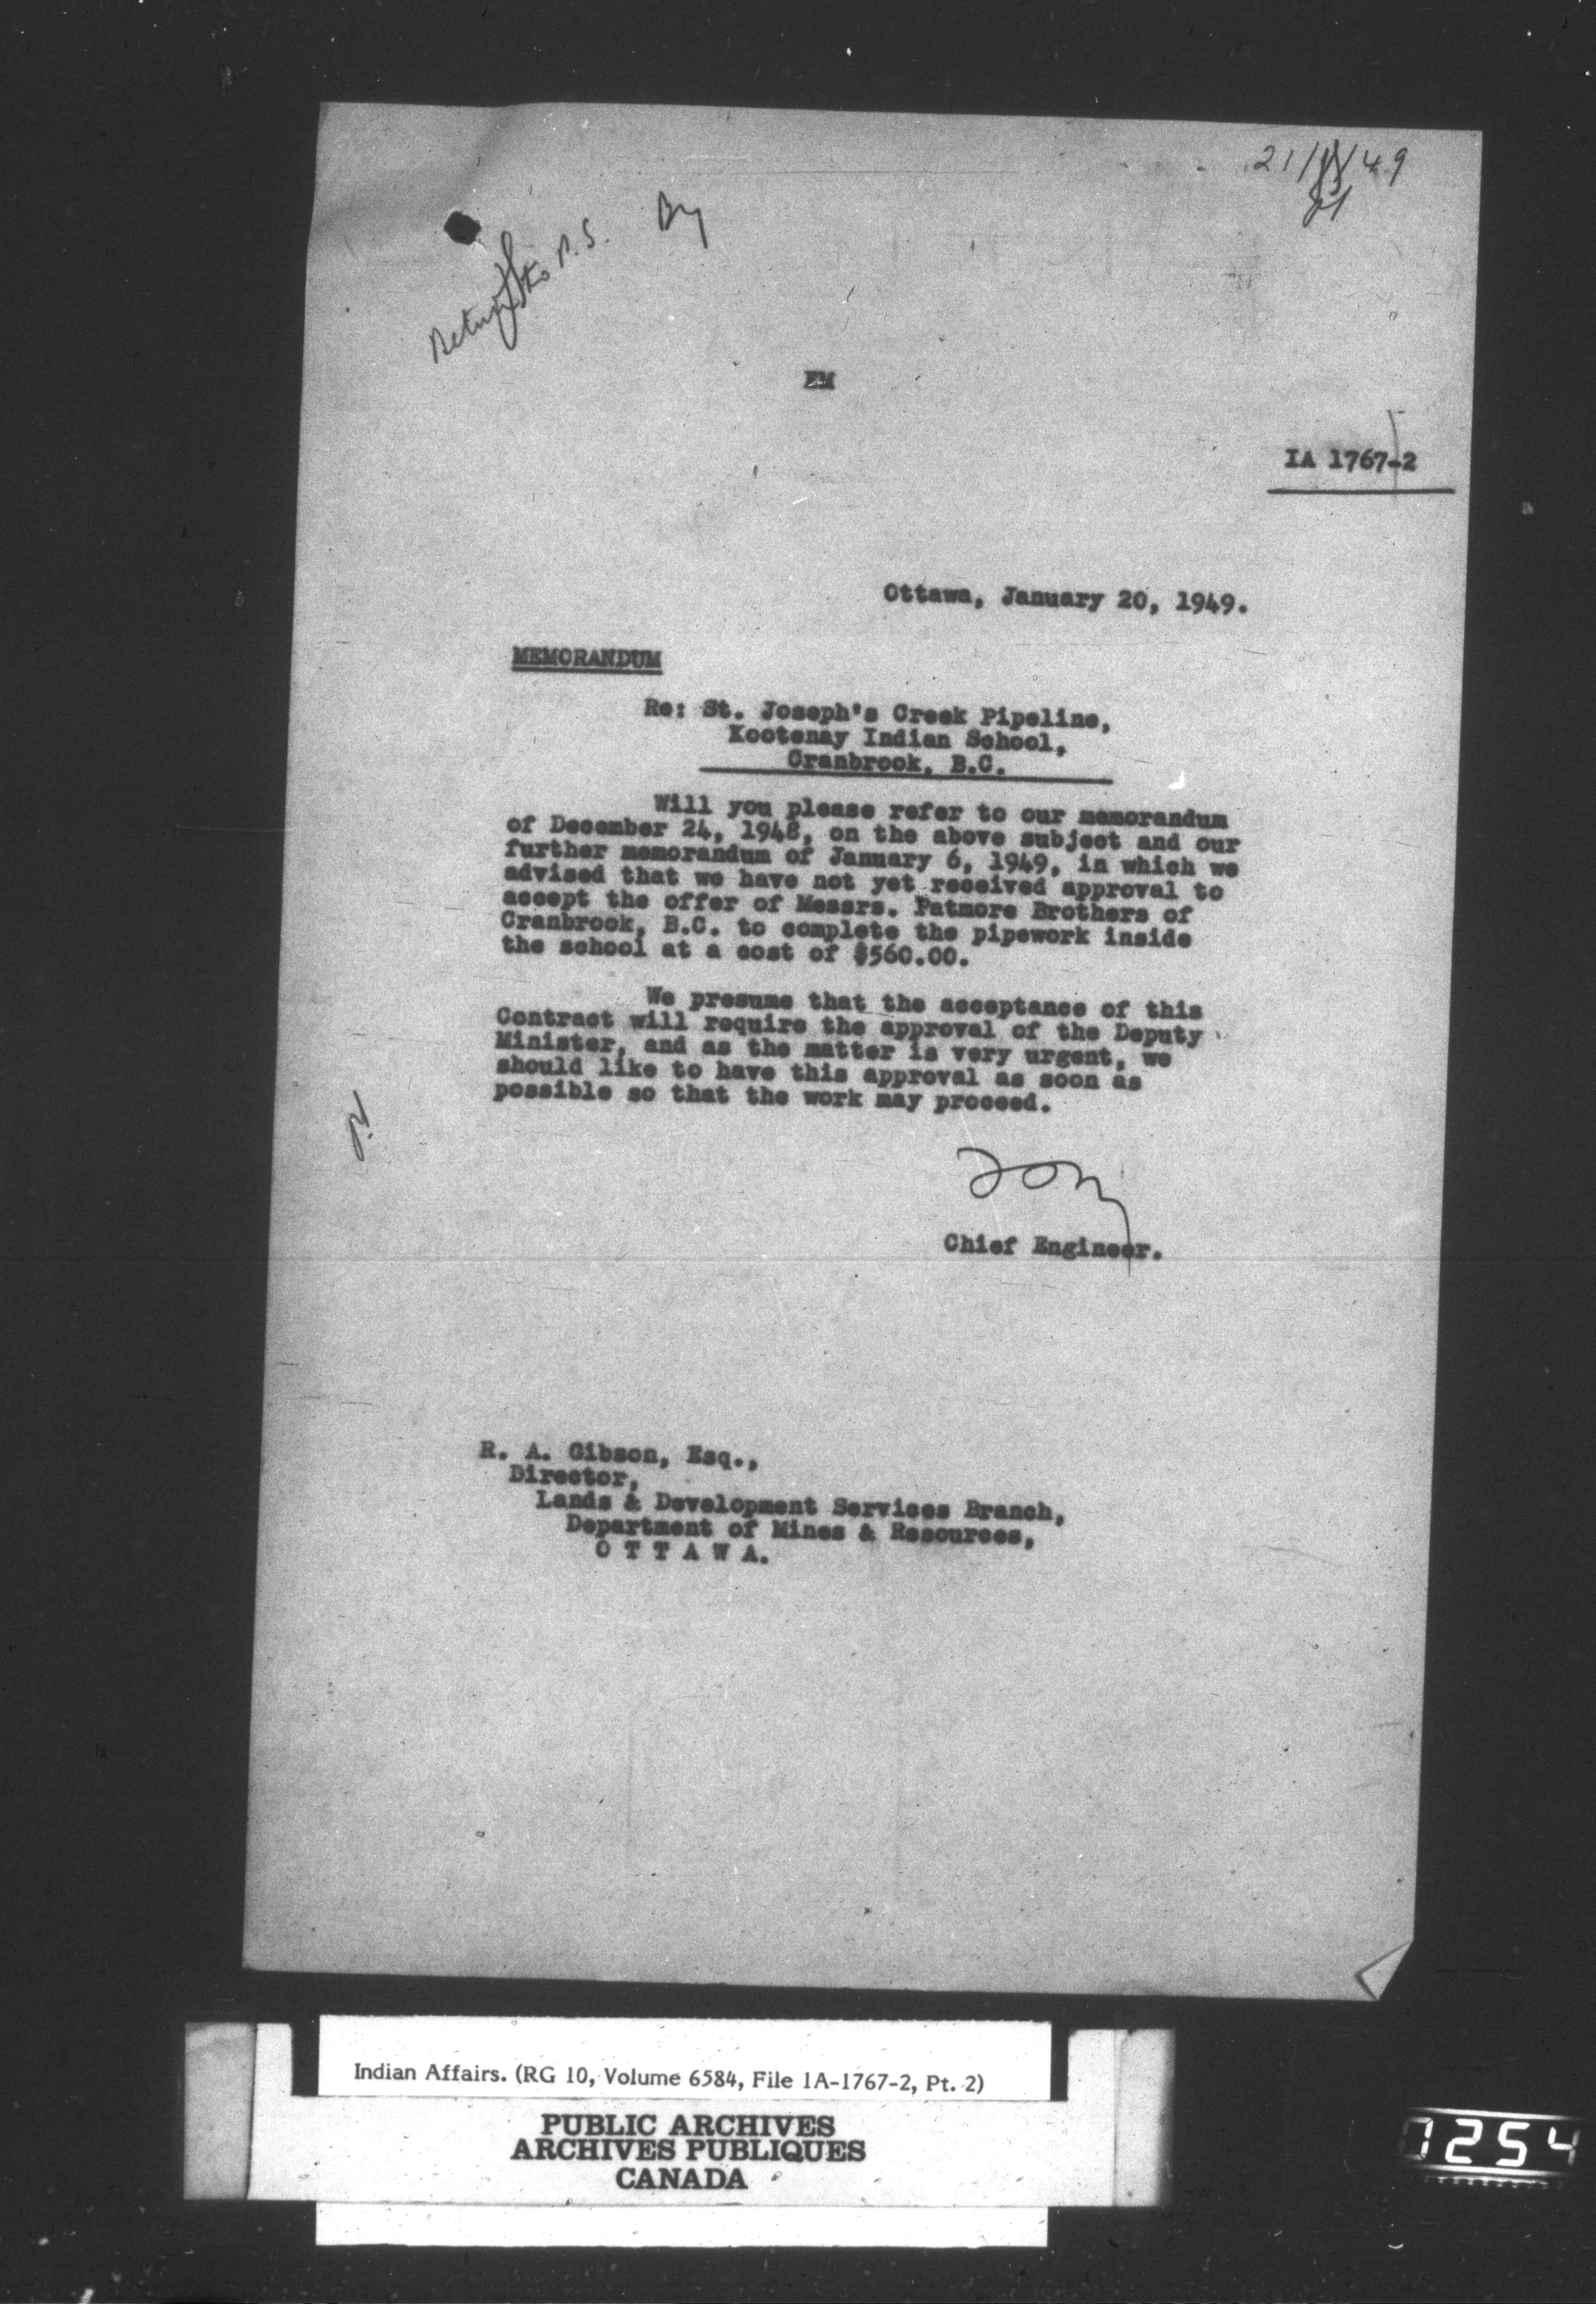 21/1/49
Return to P.S.
EM
IA 1767-2
Ottawa, January 20, 1949.
MEMORANDUM
Re: St. Joseph's Creek Pipeline,
Kootenay Indian School,
Cranbrook, B.C.
Will you please refer to our memorandum
of December 24, 1948, on the above subject and our
further memorandum of January 6, 1949, in which we
advised that we have not yet received approval to
accept the offer of Messrs. Patmore Brothers of
Cranbrook, B.C. to complete the pipework inside
the school at a cost of $560.00.
We presume that the acceptance of this
Contract will require the approval of the Deputy
Minister, and as the matter is very urgent, we
should like to have this approval as soon as
possible so that the work may proceed.
Chief Engineer.
R. A. Gibson, Esq.,
Director,
Lands & Development Services Branch,
Department of Mines & Resources,
O T T A W A.
Indian Affairs. (RG 10, Volume 6584, File 1A-1767-2, Pt. 2)
PUBLIC ARCHIVES
ARCHIVES PUBLIQUES
CANADA
254